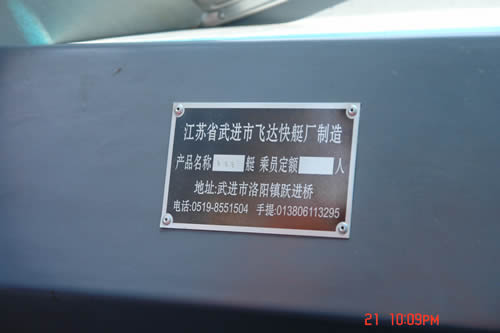 江苏省武进市飞达快艇厂制造
产品名称 艇 乘员定额 人
地址:武进市洛阳镇跃进桥
电话:0519-8551504 手提:013806113295
21 10:09PM